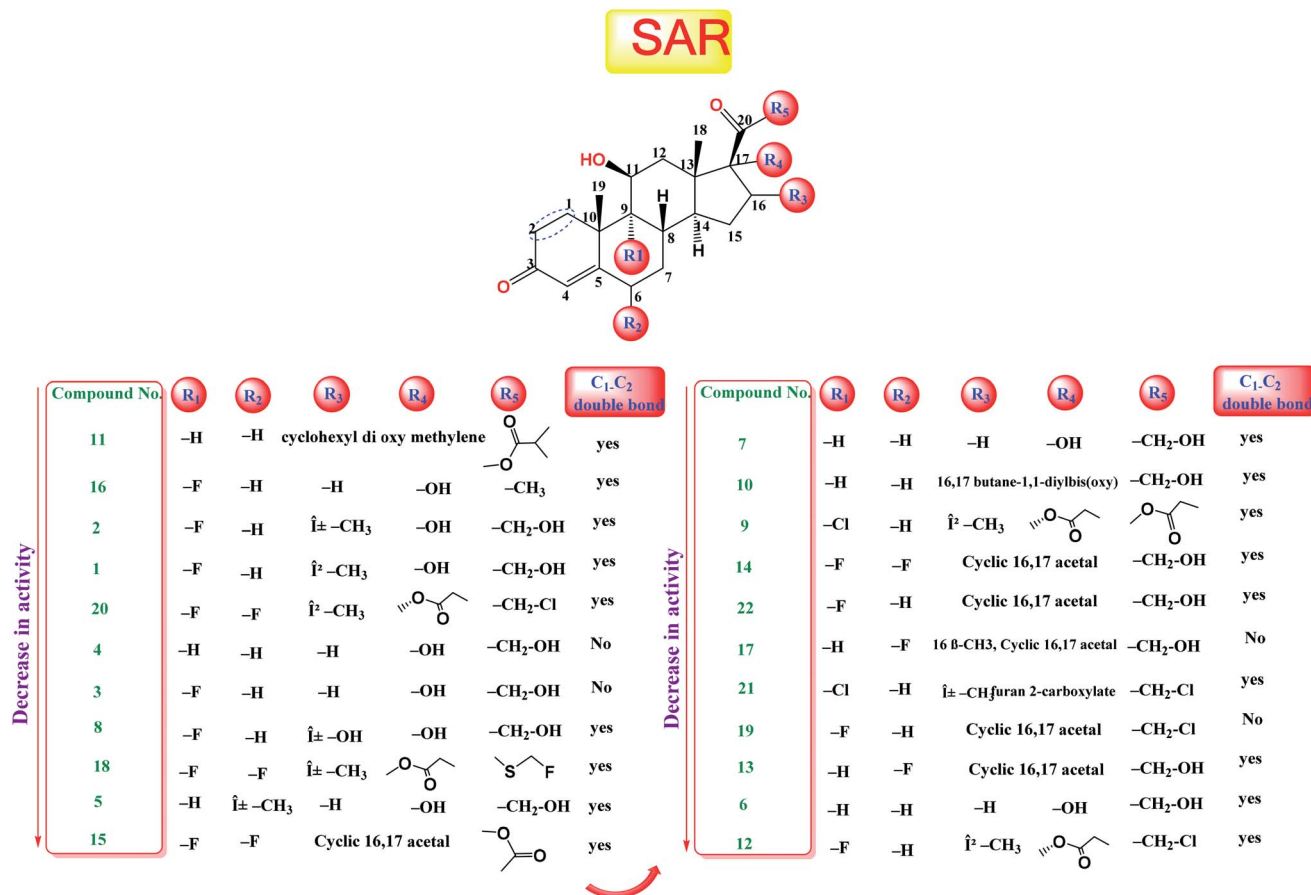 SAR
O
R5
20
18
12
17
R4
HO
11
13
19
H
16
R3
1
9
10
14
2
8
15
R1
H
3
5
7
O
4
6
R2
Compound No. R1 R2 R3 R4 R5 C1-C2 double bond
11 –H –H cyclohexyl di oxy methylene O O yes
16 –F –H –H –OH –CH3 yes
2 –F –H α –CH3 –OH –CH2-OH yes
1 –F –H β –CH3 –OH –CH2-OH yes
20 –F –F β –CH3 O O –CH2-Cl yes
4 –H –H –H –OH –CH2-OH No
3 –F –H –H –OH –CH2-OH No
8 –F –H α –OH –OH –CH2-OH yes
18 –F –F α –CH3 O O S F yes
5 –H α –CH3 –H –OH –CH2-OH yes
15 –F –F Cyclic 16,17 acetal O O yes
Decrease in activity
Compound No. R1 R2 R3 R4 R5 C1-C2 double bond
7 –H –H –H –OH –CH2-OH yes
10 –H –H 16,17 butane-1,1-diylbis(oxy) –CH2-OH yes
9 –Cl –H β –CH3 O O O O yes
14 –F –F Cyclic 16,17 acetal –CH2-OH yes
22 –F –H Cyclic 16,17 acetal –CH2-OH yes
17 –H –F 16 ß-CH3, Cyclic 16,17 acetal –CH2-OH No
21 –Cl –H α –CH3 furan 2-carboxylate –CH2-Cl yes
19 –F –H Cyclic 16,17 acetal –CH2-Cl No
13 –H –F Cyclic 16,17 acetal –CH2-OH yes
6 –H –H –H –OH –CH2-OH yes
12 –F –H β –CH3 O O –CH2-Cl yes
Decrease in activity